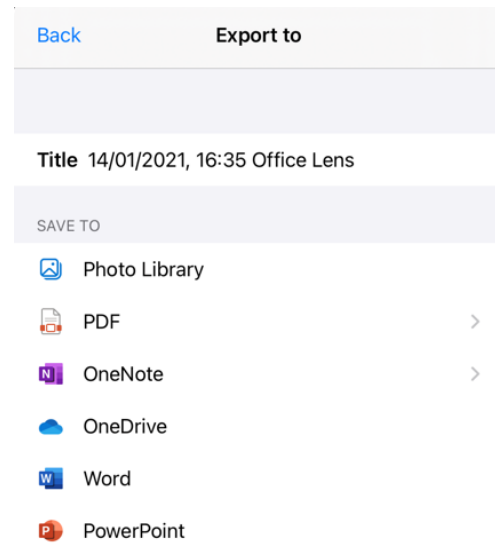 Back Export to
Title 14/01/2021, 16:35 Office Lens
SAVE TO
Photo Library
PDF
OneNote
OneDrive
Word
PowerPoint